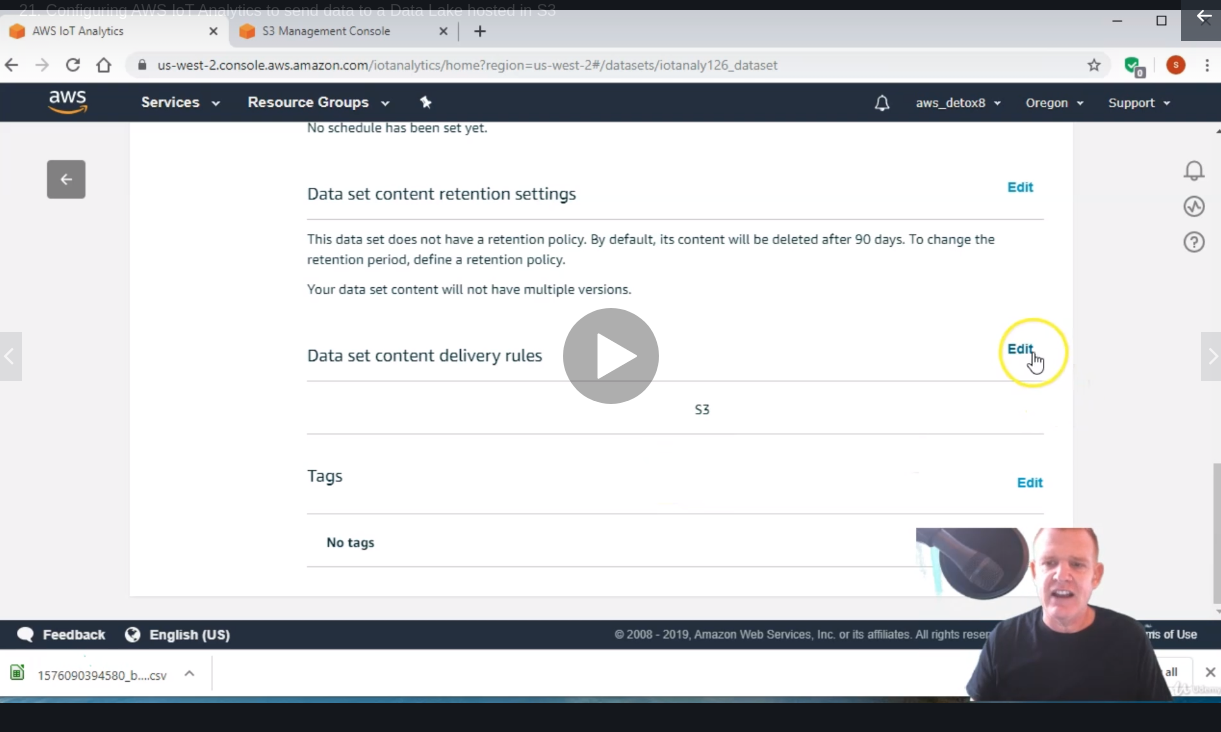 21. Configuring AWS IoT Analytics to send data to a Data Lake hosted in S3
AWS IoT Analytics
S3 Management Console
us-west-2.console.aws.amazon.com/iotanalytics/home?region=us-west-2#/datasets/iotanaly126_dataset
0
S
aws
Services
Resource Groups
aws_detox8
Oregon
Support
No schedule has been set yet.
Data set content retention settings
Edit
This data set does not have a retention policy. By default, its content will be deleted after 90 days. To change the
retention period, define a retention policy.
Your data set content will not have multiple versions.
Data set content delivery rules
Edit
S3
Tags
Edit
No tags
Feedback
English (US)
© 2008 - 2019, Amazon Web Services, Inc. or its affiliates. All rights reser
ms of Use
1576090394580_b....csv
all
Udemy